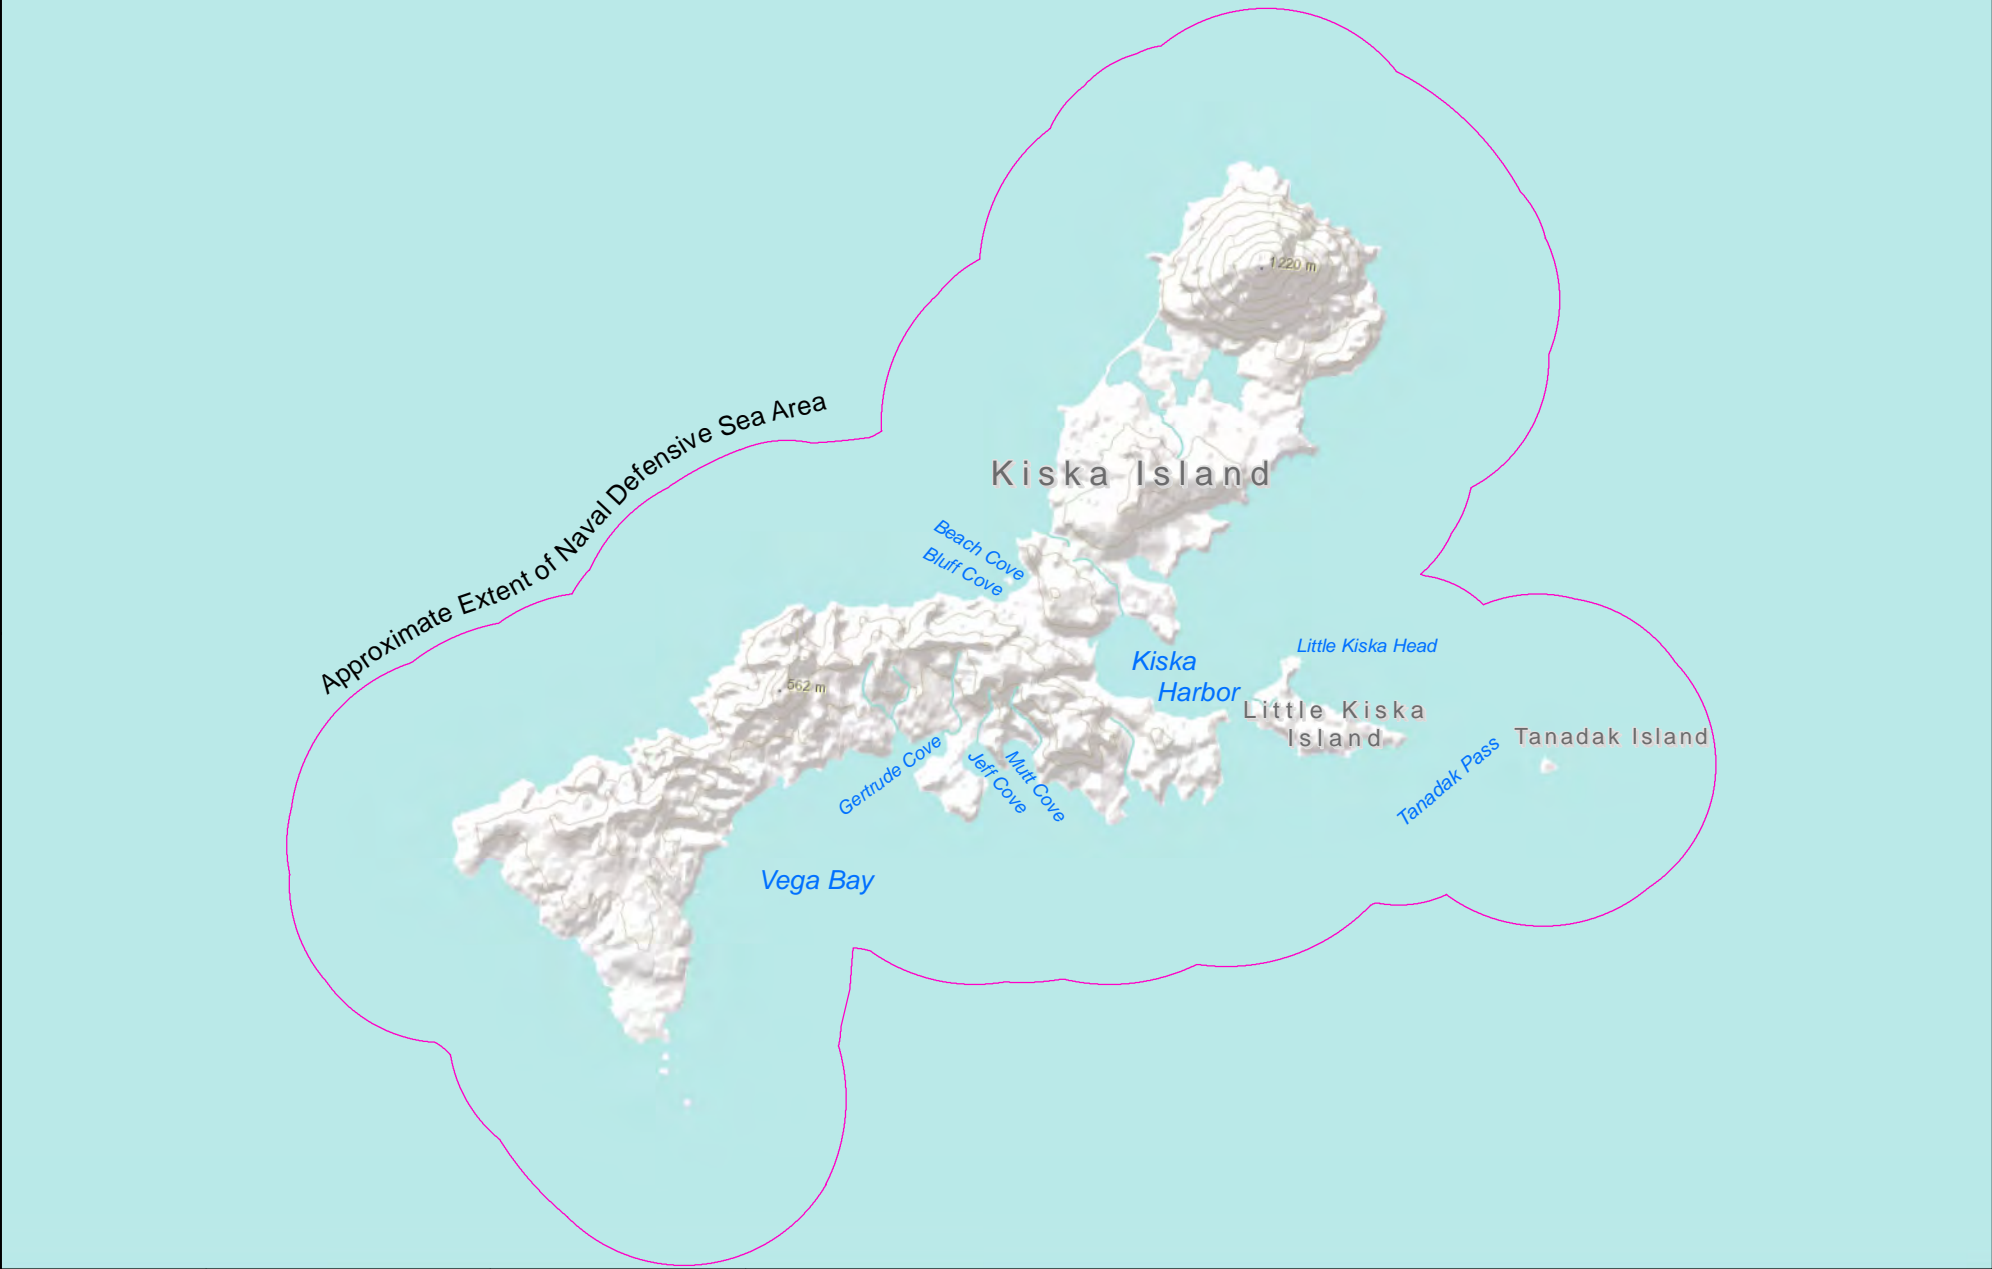 1220 m
Approximate Extent of Naval Defensive Sea Area
Kiska Island
Beach Cove
Bluff Cove
Little Kiska Head
Kiska
Harbor
562 m
Little Kiska
Island
Tanadak Island
Gertrude Cove
Jeff Cove
Mutt Cove
Tanadak Pass
Vega Bay